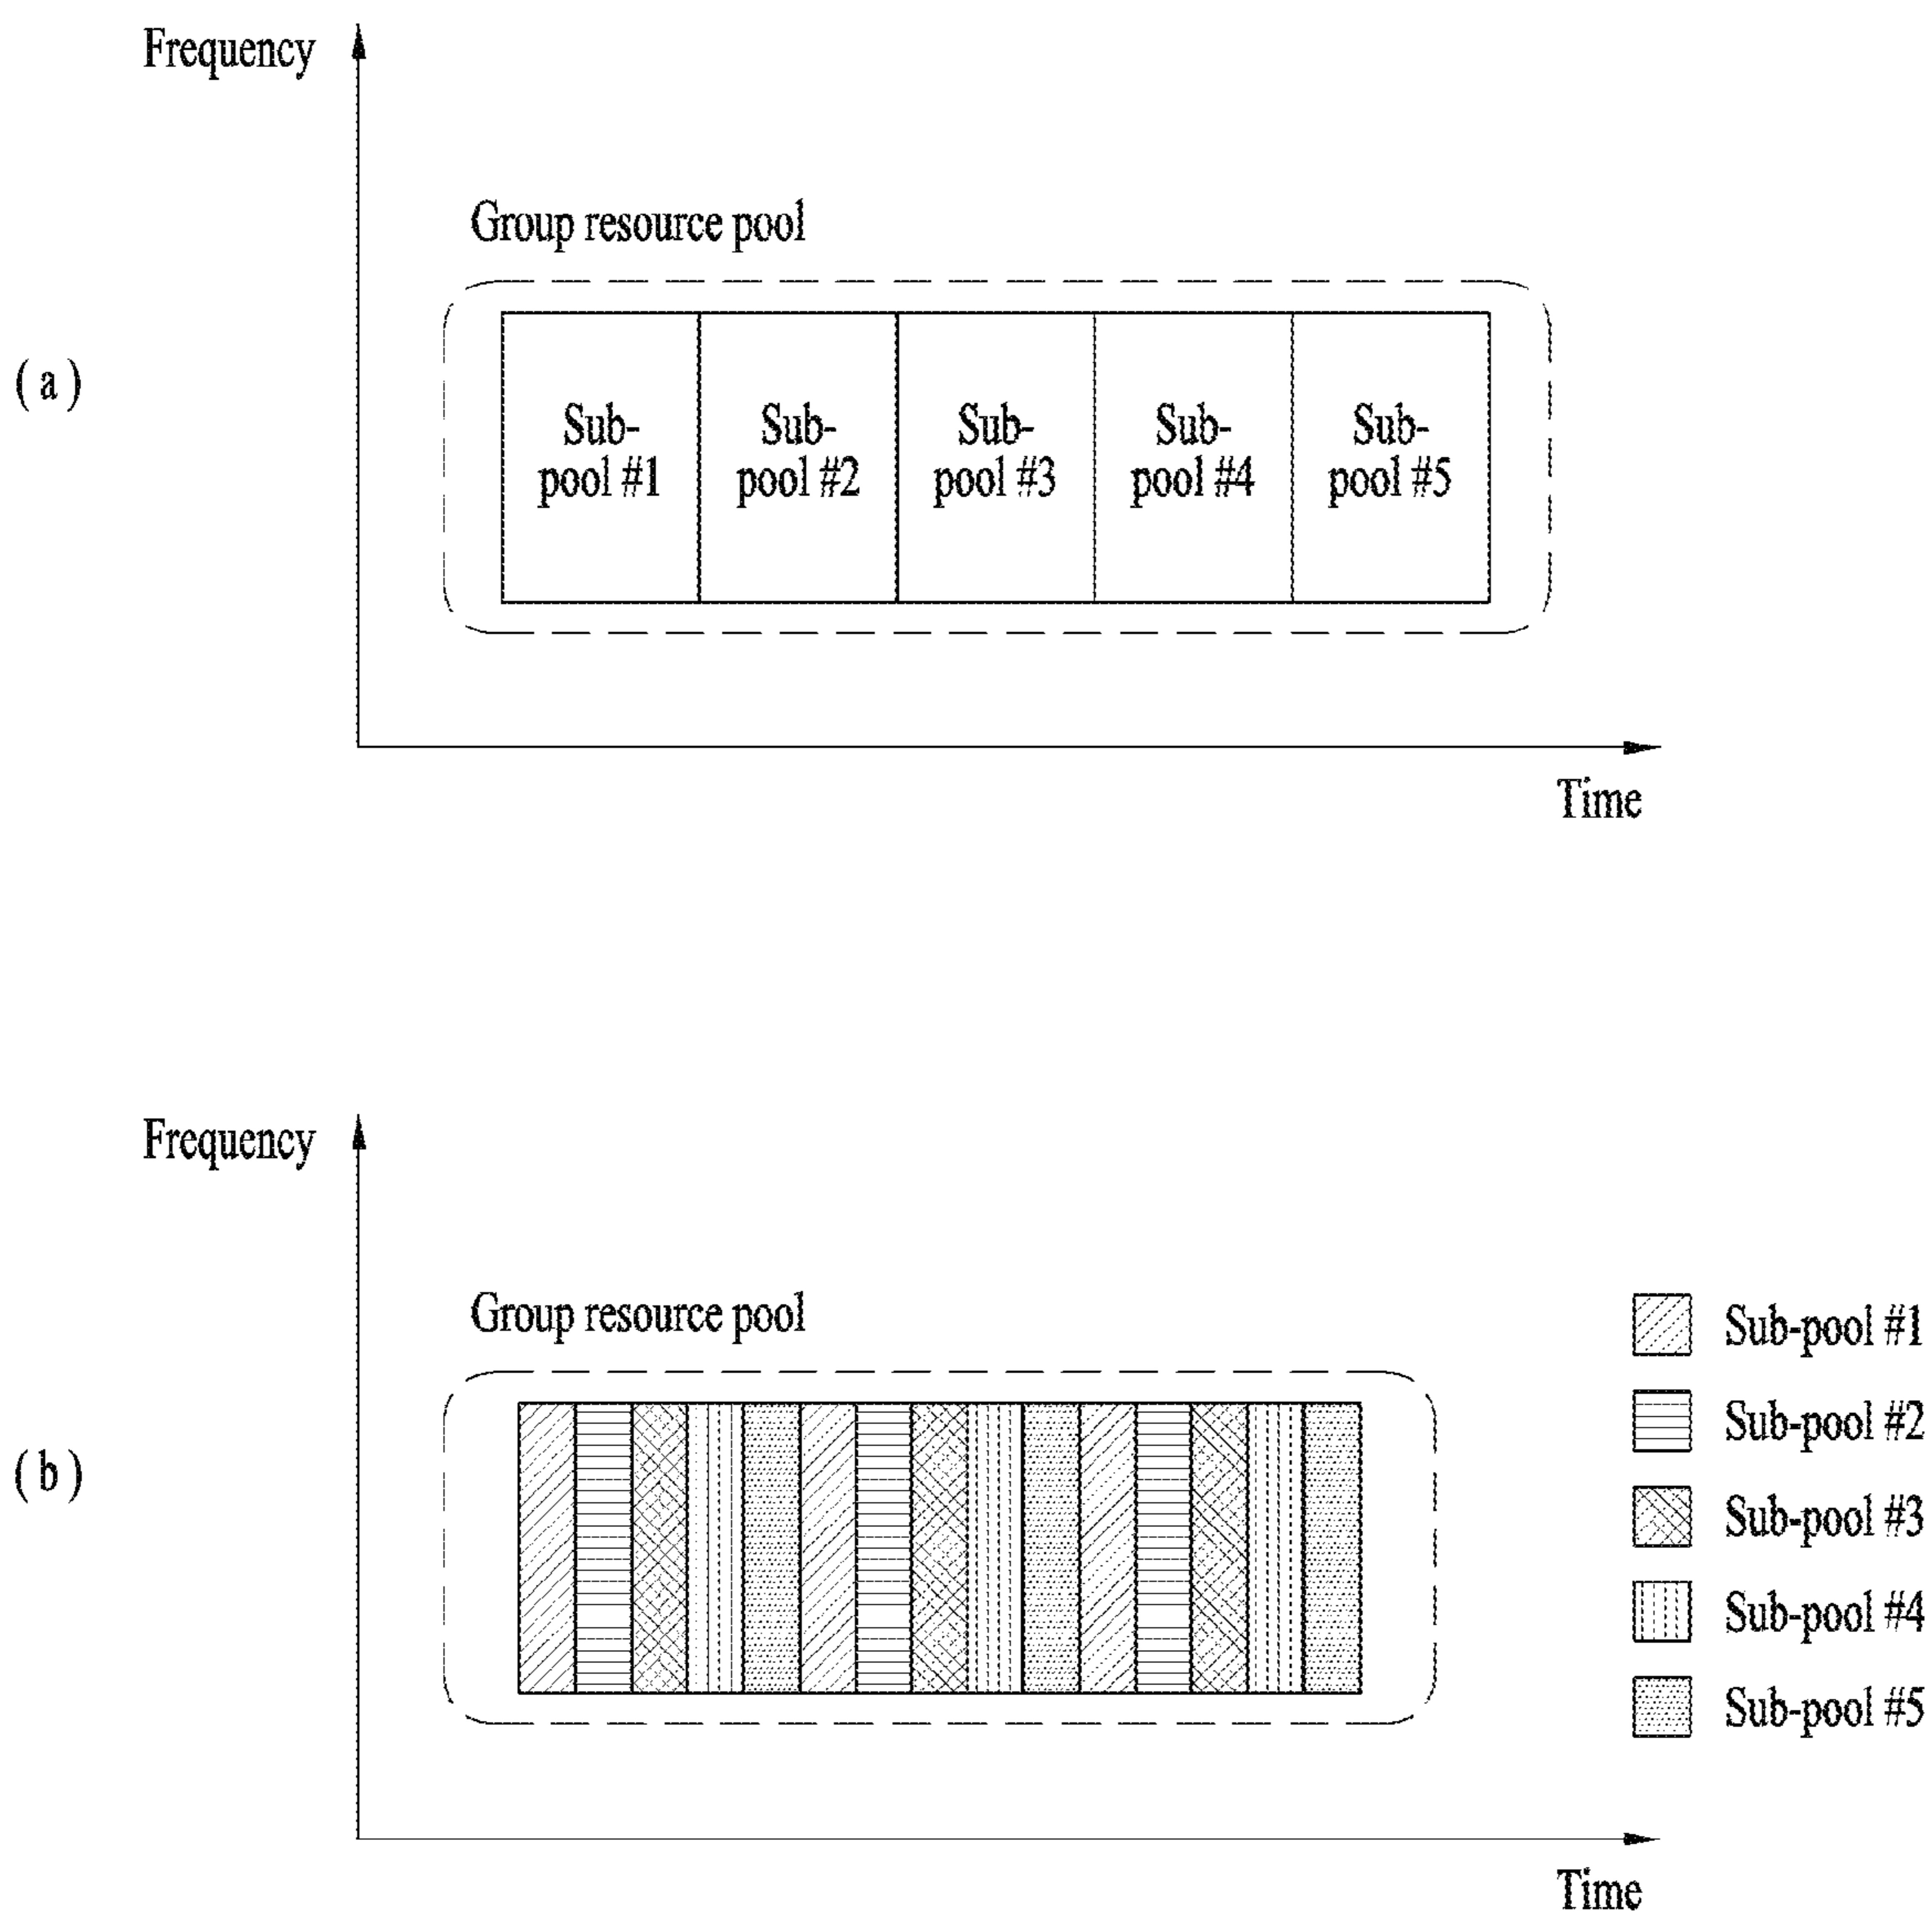 Frequency
Group resource pool
( a )
Sub-
pool #1
Sub-
pool #2
Sub-
pool #3
Sub-
pool #4
Sub-
pool #5
Time
Frequency
Group resource pool
( b )
Sub-pool #1
Sub-pool #2
Sub-pool #3
Sub-pool #4
Sub-pool #5
Time